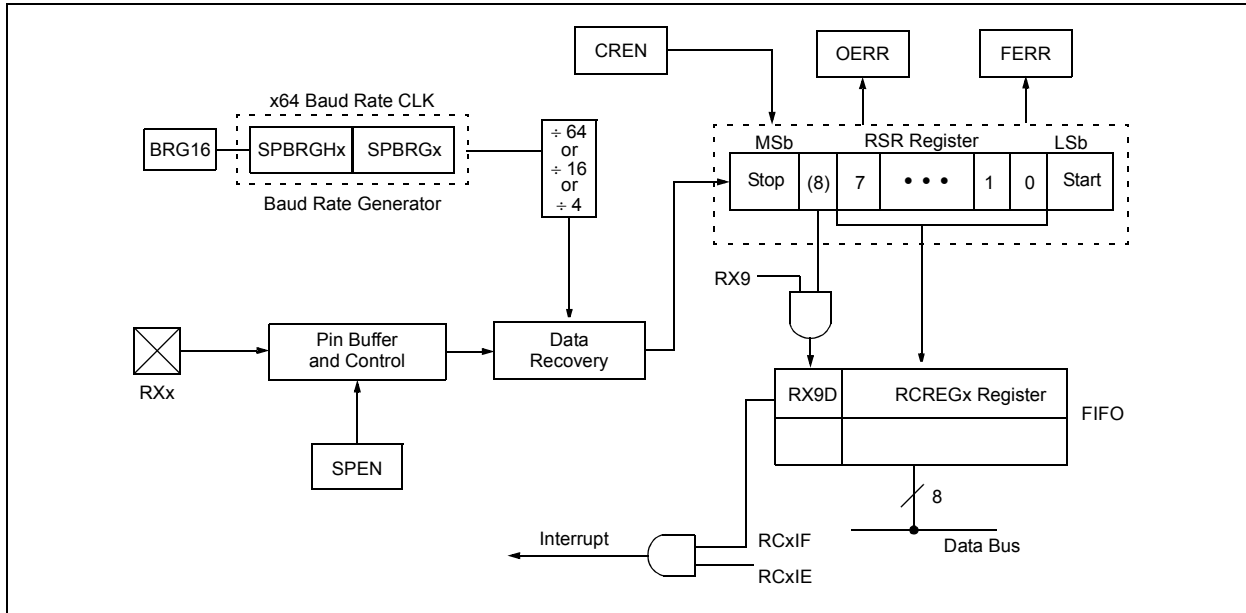 CREN
OERR
FERR
x64 Baud Rate CLK
BRG16
SPBRGHx
SPBRGx
Baud Rate Generator
÷ 64
or
÷ 16
or
÷ 4
MSb
RSR Register
LSb
Stop
(8)
7
• • •
1
0
Start
RX9
RXx
Pin Buffer
and Control
Data
Recovery
SPEN
RX9D
RCREGx Register
FIFO
8
Data Bus
Interrupt
RCxIF
RCxIE